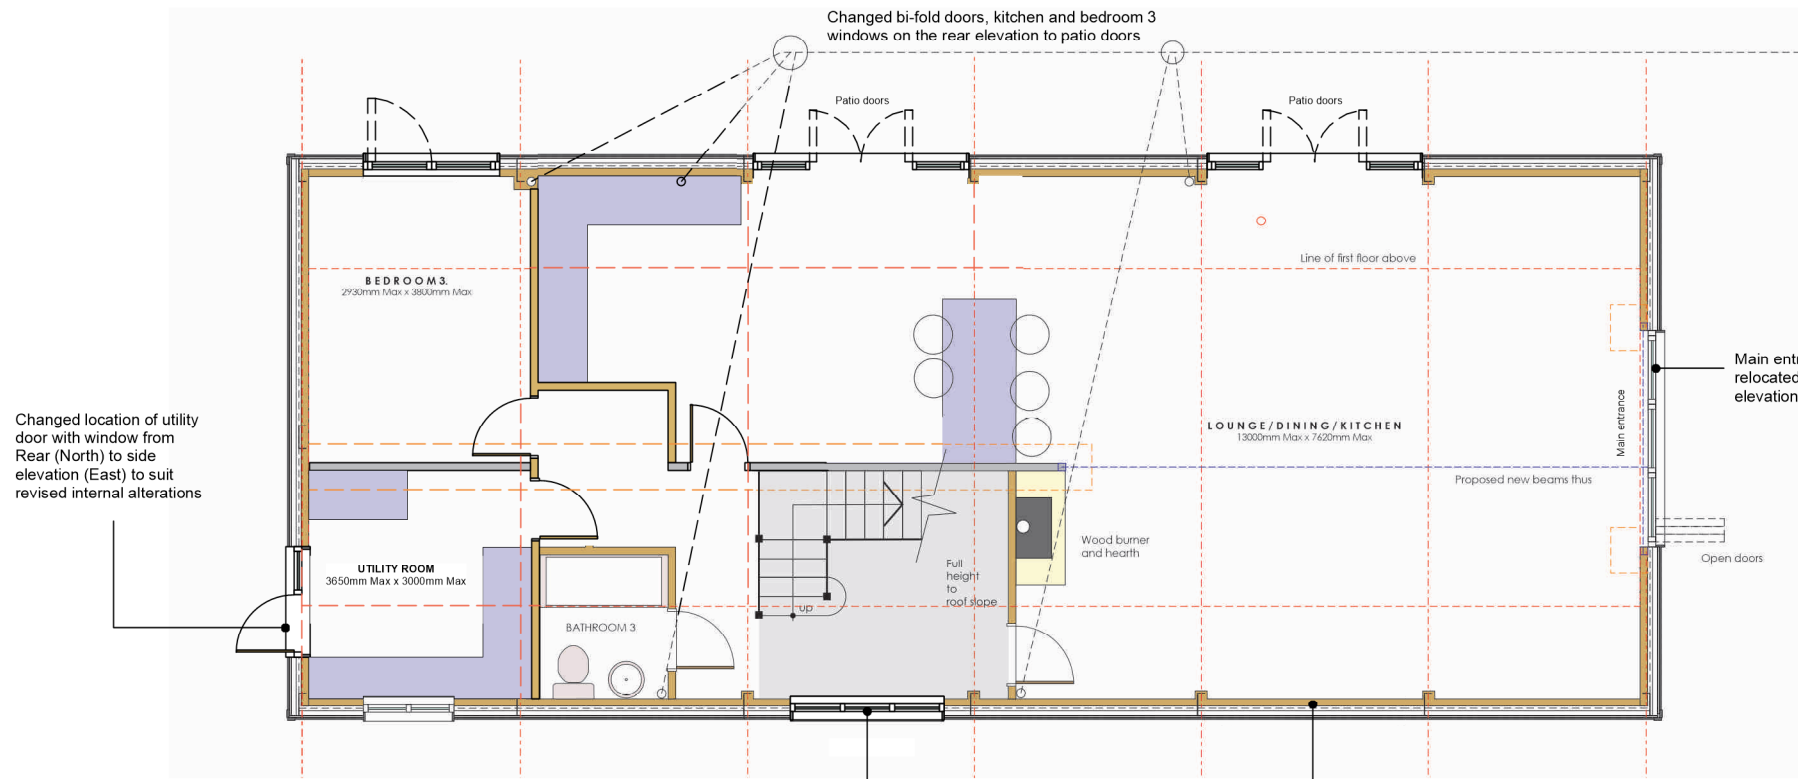 Changed bi-fold doors, kitchen and bedroom 3
windows on the rear elevation to patio doors
Patio doors
Patio doors
Line of first floor above
BEDROOM 3.
2930mm Max x 3800mm Max
Main entr
relocated
elevation
Main entrance
LOUNGE/DINING/KITCHEN
13000mm Max x 7620mm Max
Changed location of utility
door with window from
Rear (North) to side
elevation (East) to suit
revised internal alterations
Proposed new beams thus
Wood burner
and hearth
Open doors
UTILITY ROOM
3650mm Max x 3000mm Max
Full
height
to
roof slope
up
BATHROOM 3